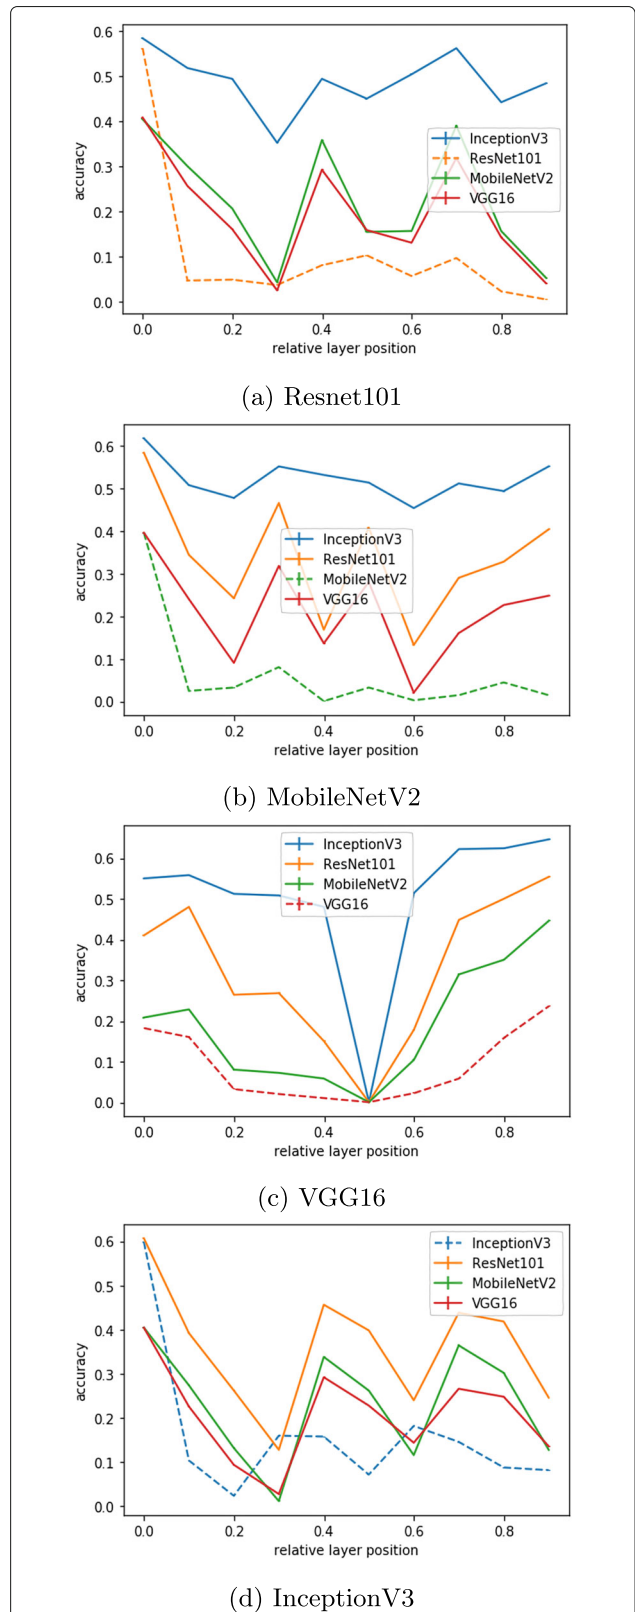 0.6
0.5
0.4
0.3
0.2
0.1
0.0
accuracy
InceptionV3
ResNet101
MobileNetV2
VGG16
0.0 0.2 0.4 0.6 0.8
relative layer position
(a) Resnet101
0.6
0.5
0.4
0.3
0.2
0.1
0.0
accuracy
InceptionV3
ResNet101
MobileNetV2
VGG16
0.0 0.2 0.4 0.6 0.8
relative layer position
(b) MobileNetV2
0.6
0.5
0.4
0.3
0.2
0.1
0.0
accuracy
InceptionV3
ResNet101
MobileNetV2
VGG16
0.0 0.2 0.4 0.6 0.8
relative layer position
(c) VGG16
0.6
0.5
0.4
0.3
0.2
0.1
0.0
accuracy
InceptionV3
ResNet101
MobileNetV2
VGG16
0.0 0.2 0.4 0.6 0.8
relative layer position
(d) InceptionV3